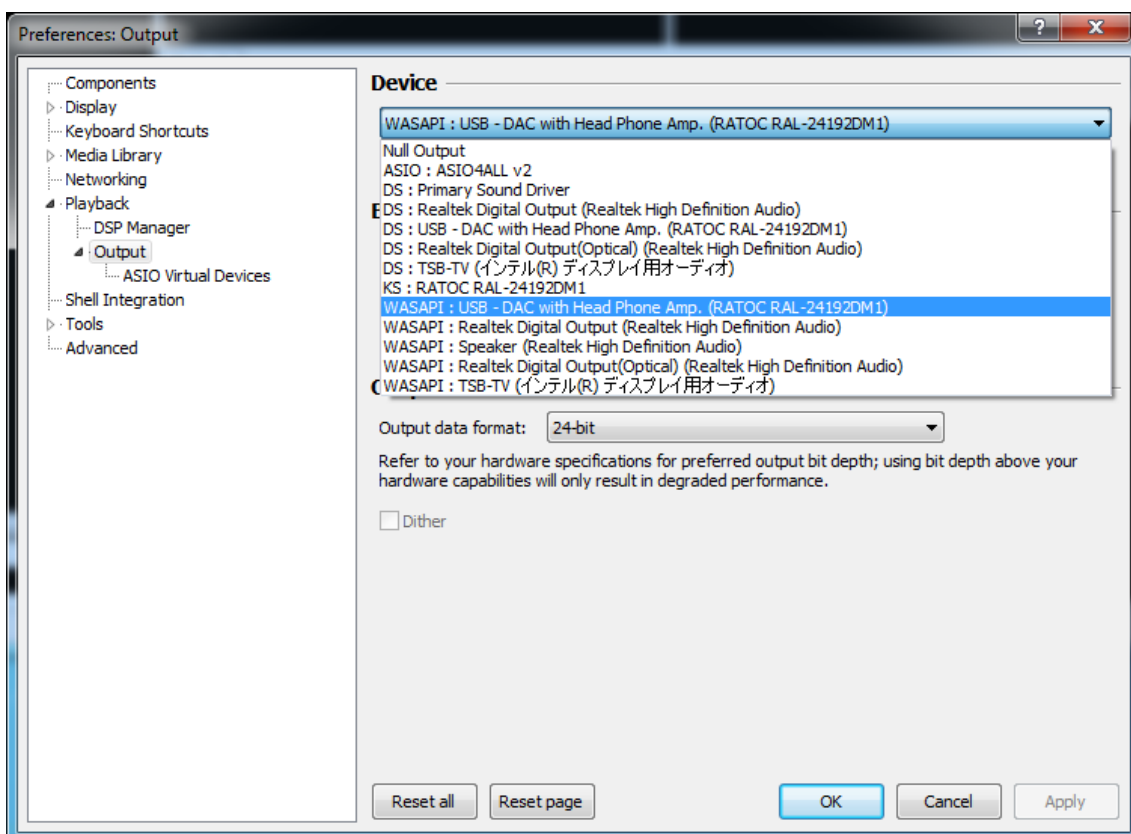 Preferences: Output
Components
Display
Keyboard Shortcuts
Media Library
Networking
Playback
DSP Manager
Output
ASIO Virtual Devices
Shell Integration
Tools
Advanced
Device
WASAPI : USB - DAC with Head Phone Amp. (RATOC RAL-24192DM1)
Null Output
ASIO : ASIO4ALL v2
DS : Primary Sound Driver
DS : Realtek Digital Output (Realtek High Definition Audio)
DS : USB - DAC with Head Phone Amp. (RATOC RAL-24192DM1)
DS : Realtek Digital Output(Optical) (Realtek High Definition Audio)
DS : TSB-TV (インテル(R) ディスプレイ用オーディオ)
KS : RATOC RAL-24192DM1
WASAPI : USB - DAC with Head Phone Amp. (RATOC RAL-24192DM1)
WASAPI : Realtek Digital Output (Realtek High Definition Audio)
WASAPI : Speaker (Realtek High Definition Audio)
WASAPI : Realtek Digital Output(Optical) (Realtek High Definition Audio)
WASAPI : TSB-TV (インテル(R) ディスプレイ用オーディオ)
Output data format: 24-bit
Refer to your hardware specifications for preferred output bit depth; using bit depth above your
hardware capabilities will only result in degraded performance.
Dither
Reset all Reset page OK Cancel Apply